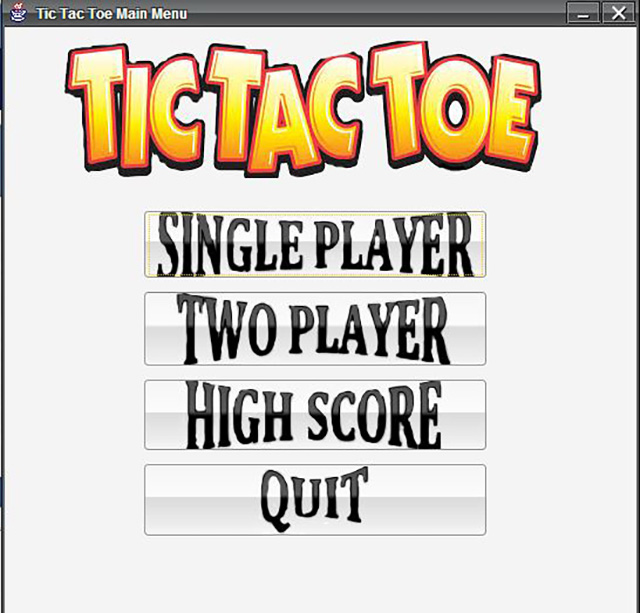 Tic Tac Toe Main Menu
TIC TAC TOE
SINGLE PLAYER
TWO PLAYER
HIGH SCORE
QUIT